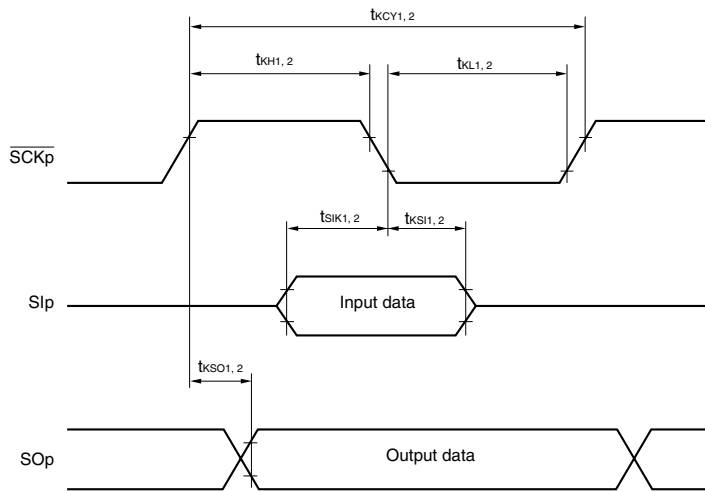 tKCY1, 2
tKH1, 2
tKL1, 2
SCKp
tSIK1, 2
tKSI1, 2
SIp
Input data
tKSO1, 2
SOp
Output data